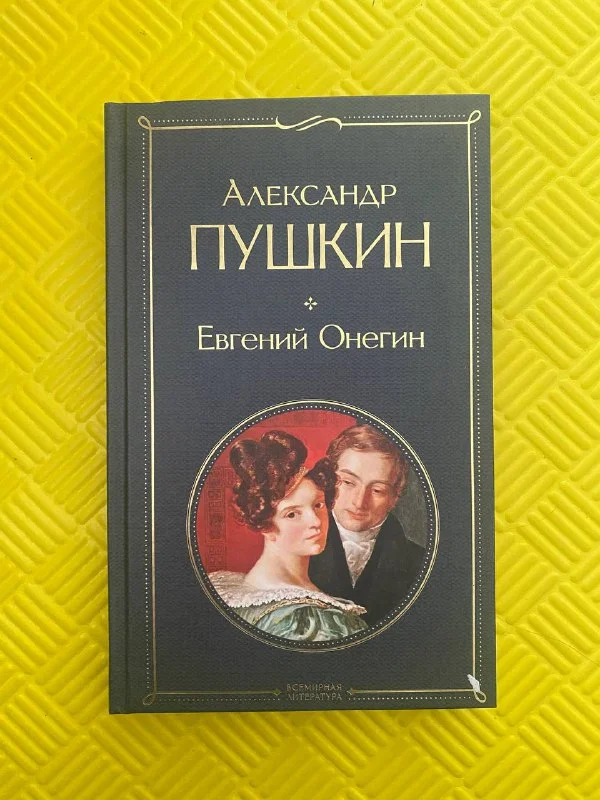 Александр
ПУШКИН
Евгений Онегин
ВСЕМИРНАЯ
ЛИТЕРАТУРА